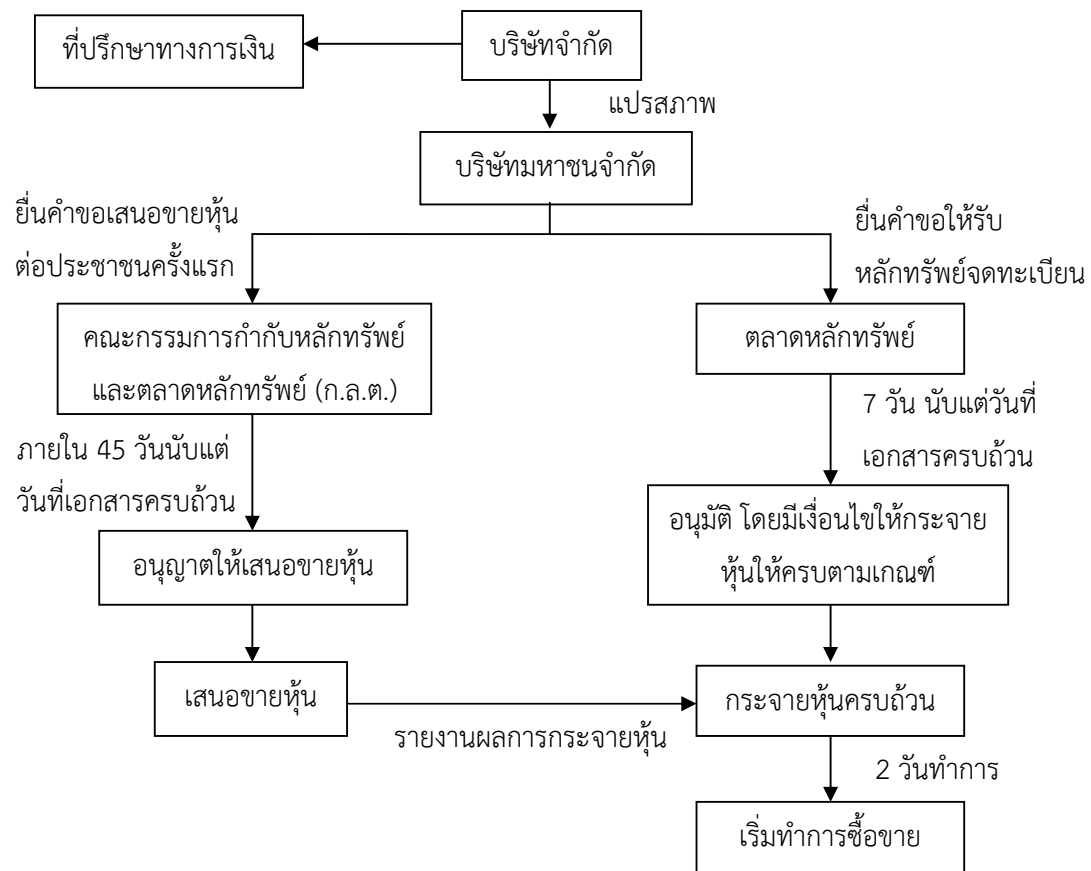 ที่ปรึกษาทางการเงิน
บริษัทจำกัด
แปรสภาพ
บริษัทมหาชนจำกัด
ยื่นคำขอเสนอขายหุ้น
ต่อประชาชนครั้งแรก
ยื่นคำขอให้รับ
หลักทรัพย์จดทะเบียน
คณะกรรมการกำกับหลักทรัพย์
และตลาดหลักทรัพย์ (ก.ล.ต.)
ตลาดหลักทรัพย์
ภายใน 45 วันนับแต่
วันที่เอกสารครบถ้วน
7 วัน นับแต่วันที่
เอกสารครบถ้วน
อนุญาตให้เสนอขายหุ้น
อนุมัติ โดยมีเงื่อนไขให้กระจาย
หุ้นให้ครบตามเกณฑ์
เสนอขายหุ้น
รายงานผลการกระจายหุ้น
กระจายหุ้นครบถ้วน
2 วันทำการ
เริ่มทำการซื้อขาย